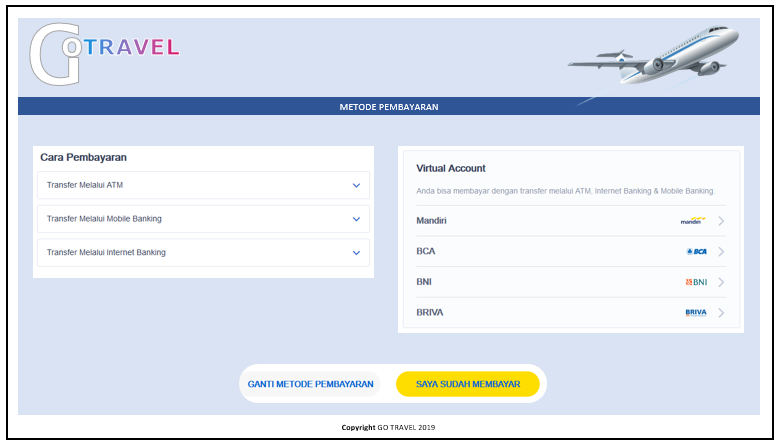 GO TRAVEL
METODE PEMBAYARAN
Cara Pembayaran
Transfer Melalui ATM
Transfer Melalui Mobile Banking
Transfer Melalui Internet Banking
Virtual Account
Anda bisa membayar dengan transfer melalui ATM, Internet Banking & Mobile Banking.
Mandiri mandiri
BCA BCA
BNI BNI
BRIVA BRIVA
GANTI METODE PEMBAYARAN
SAYA SUDAH MEMBAYAR
Copyright GO TRAVEL 2019